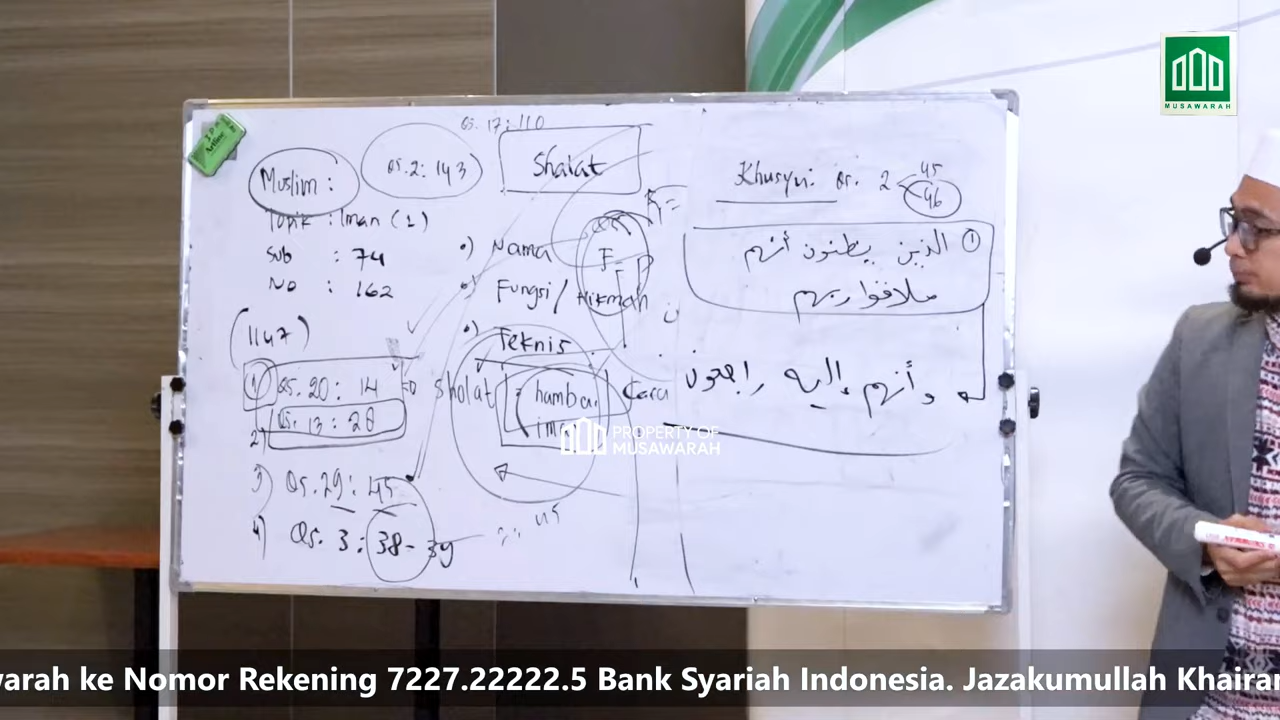 Qs. 17:110
Muslim :
Qs. 2: 143
Shalat
Topik : Iman (1)
Sub : 74
No : 162
(1147)
1) Qs. 20: 14
2) Qs. 13: 28
3) Qs. 29: 45
4) Qs. 3: 38-39
•) Nama
•) Fungsi/Hikmah
•) Teknis
Sholat
hamba
Cara
45
Khusyu: Qs. 2 45
46
① الذين يظنون أنهم
ملاقوا ربهم
وأنهم إليه راجعون
MUSAWARAH
PROPERTY OF
MUSAWARAH
warah ke Nomor Rekening 7227.22222.5 Bank Syariah Indonesia. Jazakumullah Khairan